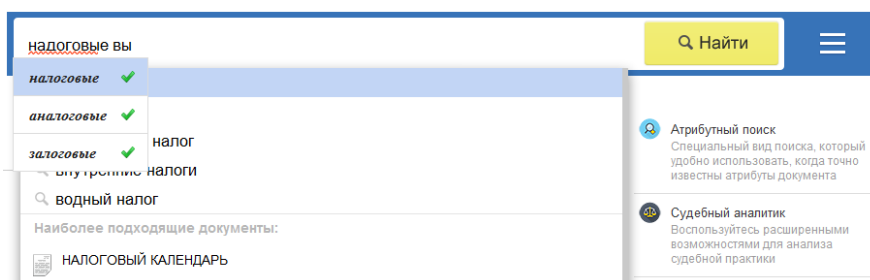 надоговые вы
Найти
налоговые
аналоговые
залоговые
налог
внутренние налоги
водный налог
Наиболее подходящие документы:
НАЛОГОВЫЙ КАЛЕНДАРЬ
Атрибутный поиск
Специальный вид поиска, который
удобно использовать, когда точно
известны атрибуты документа
Судебный аналитик
Воспользуйтесь расширенными
возможностями для анализа
судебной практики